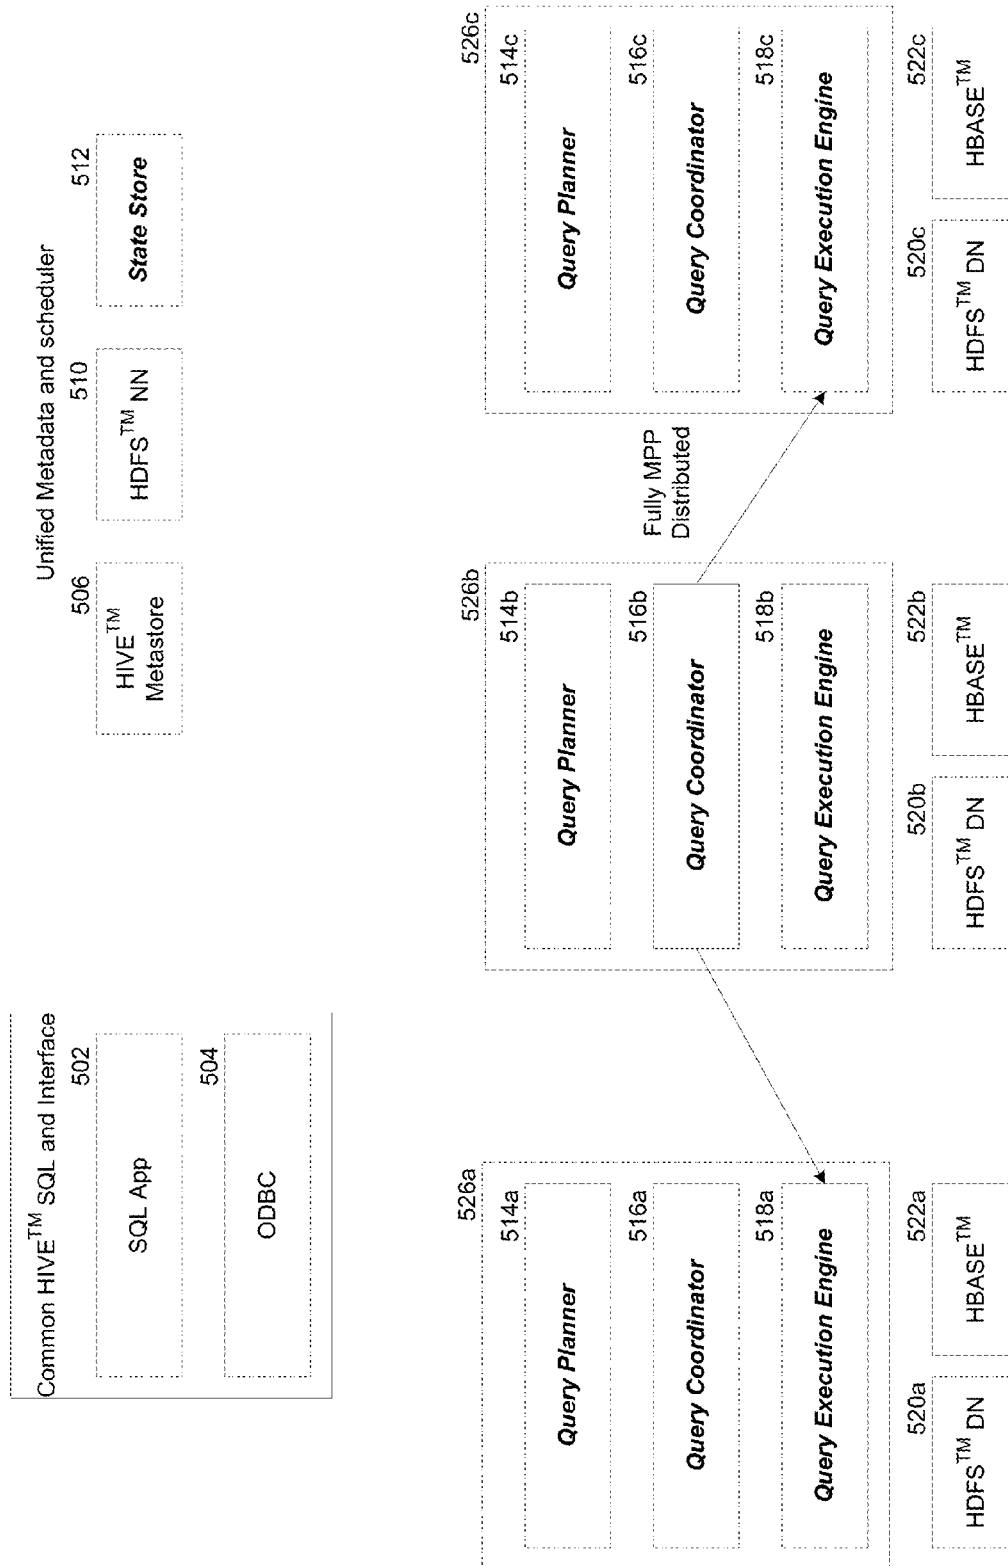 Common HIVE™ SQL and Interface
502
SQL App
504
ODBC
Unified Metadata and scheduler
506
HIVE™
Metastore
510
HDFS™ NN
512
State Store
526a
514a
Query Planner
516a
Query Coordinator
518a
Query Execution Engine
520a
HDFS™ DN
522a
HBASE™
526b
514b
Query Planner
516b
Query Coordinator
518b
Query Execution Engine
520b
HDFS™ DN
522b
HBASE™
Fully MPP
Distributed
526c
514c
Query Planner
516c
Query Coordinator
518c
Query Execution Engine
520c
HDFS™ DN
522c
HBASE™